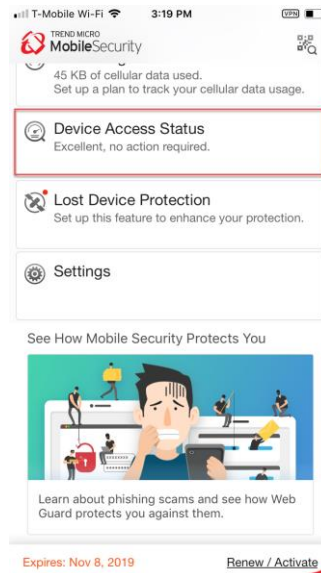 T-Mobile Wi-Fi 3:19 PM VPN
TREND MICRO
MobileSecurity
45 KB of cellular data used.
Set up a plan to track your cellular data usage.
Device Access Status
Excellent, no action required.
Lost Device Protection
Set up this feature to enhance your protection.
Settings
See How Mobile Security Protects You
Learn about phishing scams and see how Web
Guard protects you against them.
Expires: Nov 8, 2019 Renew / Activate